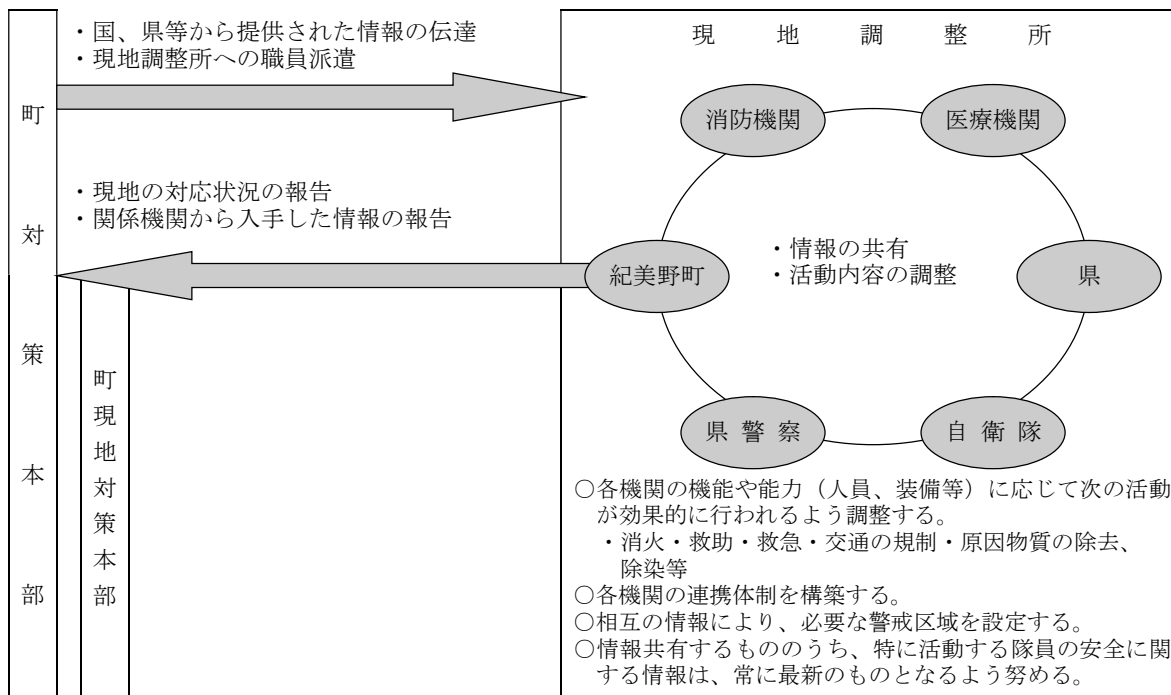 町対策本部
町現地対策本部
・国、県等から提供された情報の伝達
・現地調整所への職員派遣
・現地の対応状況の報告
・関係機関から入手した情報の報告
現地調整所
消防機関
医療機関
紀美野町
・情報の共有
・活動内容の調整
県
県警察
自衛隊
○各機関の機能や能力（人員、装備等）に応じて次の活動
が効果的に行われるよう調整する。
・消火・救助・救急・交通の規制・原因物質の除去、
除染等
○各機関の連携体制を構築する。
○相互の情報により、必要な警戒区域を設定する。
○情報共有するもののうち、特に活動する隊員の安全に関
する情報は、常に最新のものとなるよう努める。